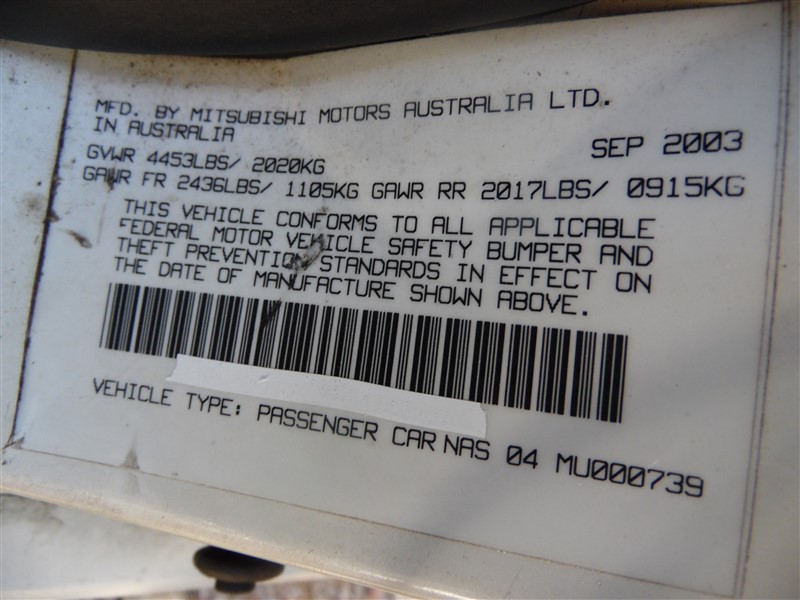 MFD. BY MITSUBISHI MOTORS AUSTRALIA LTD.
IN AUSTRALIA SEP 2003
GVWR 4453LBS/ 2020KG
GAWR FR 2436LBS/ 1105KG GAWR RR 2017LBS/ 0915KG
THIS VEHICLE CONFORMS TO ALL APPLICABLE
FEDERAL MOTOR VEHICLE SAFETY BUMPER AND
THEFT PREVENTION STANDARDS IN EFFECT ON
THE DATE OF MANUFACTURE SHOWN ABOVE.
VEHICLE TYPE: PASSENGER CAR NAS 04 MU000739